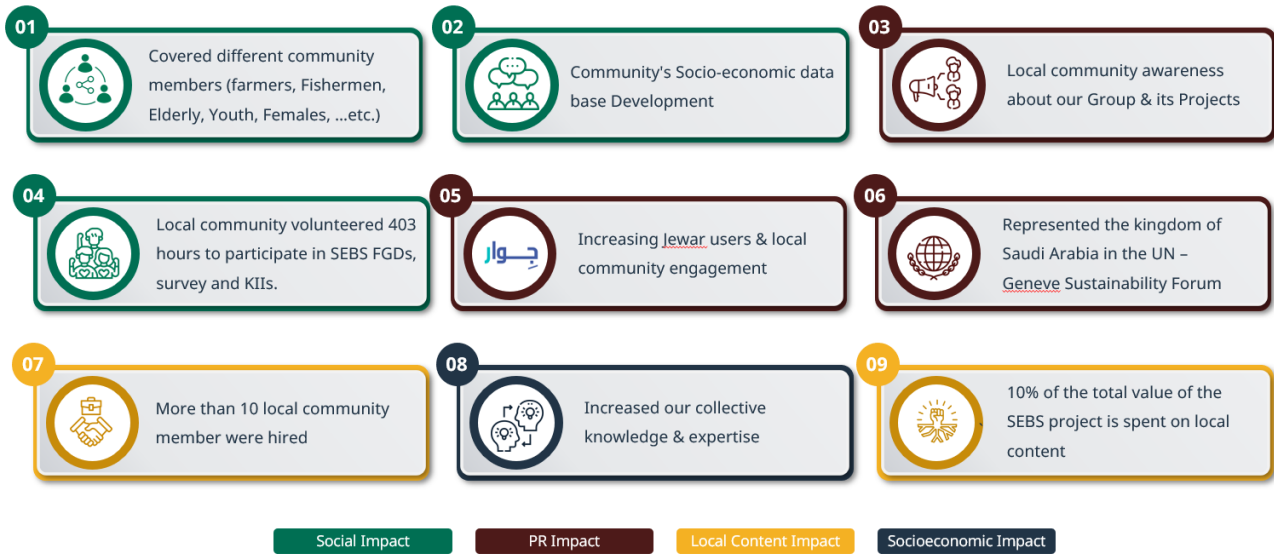 01
Covered different community
members (farmers, Fishermen,
Elderly, Youth, Females, ...etc.)
02
Community's Socio-economic data
base Development
03
Local community awareness
about our Group & its Projects
04
Local community volunteered 403
hours to participate in SEBS FGDs,
survey and KIIs.
05
جوار
Increasing Jewar users & local
community engagement
06
Represented the kingdom of
Saudi Arabia in the UN –
Geneve Sustainability Forum
07
More than 10 local community
member were hired
08
Increased our collective
knowledge & expertise
09
10% of the total value of the
SEBS project is spent on local
content
Social Impact
PR Impact
Local Content Impact
Socioeconomic Impact